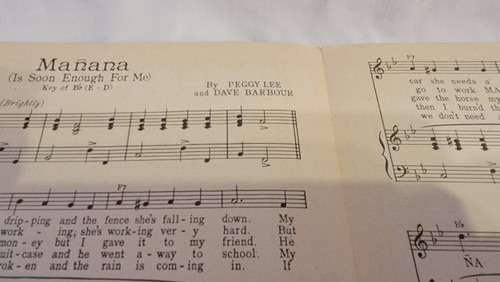 Mañana
(Is Soon Enough For Me)
Key of B♭ (E - D)
By PEGGY LEE
and DAVE BARBOUR
(Brightly)
F7
drip-ping and the fence she's fall-ing down. My
work - ing, she's work-ing ver - y hard. But
mon-ey but I gave it to my friend. He
uit-case and he went a-way to school. My
rok-en and the rain is com-ing in. If
F7
car she needs a
go to work MA
gave the horse my
then I burn'd th
we don't need a
E♭
ÑA